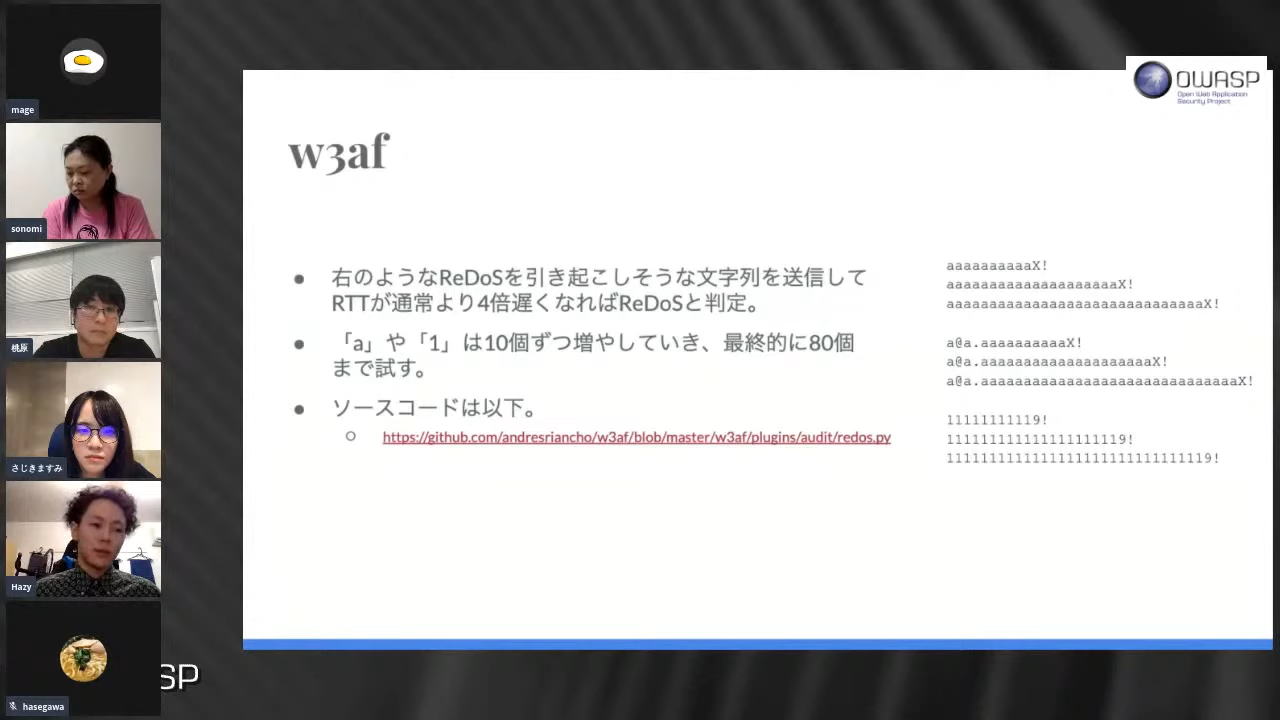 mage
sonomi
桃原
さじきますみ
Hazy
hasegawa
SP
OWASP
Open Web Application
Security Project
w3af
● 右のようなReDoSを引き起こしそうな文字列を送信して
RTTが通常より4倍遅くなればReDoSと判定。
● 「a」や「1」は10個ずつ増やしていき、最終的に80個
まで試す。
● ソースコードは以下。
○ https://github.com/andresriancho/w3af/blob/master/w3af/plugins/audit/redos.py
aaaaaaaaaaX!
aaaaaaaaaaaaaaaaaaaaX!
aaaaaaaaaaaaaaaaaaaaaaaaaaaaaaX!
a@a.aaaaaaaaaaX!
a@a.aaaaaaaaaaaaaaaaaaaaX!
a@a.aaaaaaaaaaaaaaaaaaaaaaaaaaaaaaX!
11111111119!
111111111111111111119!
1111111111111111111111111111119!